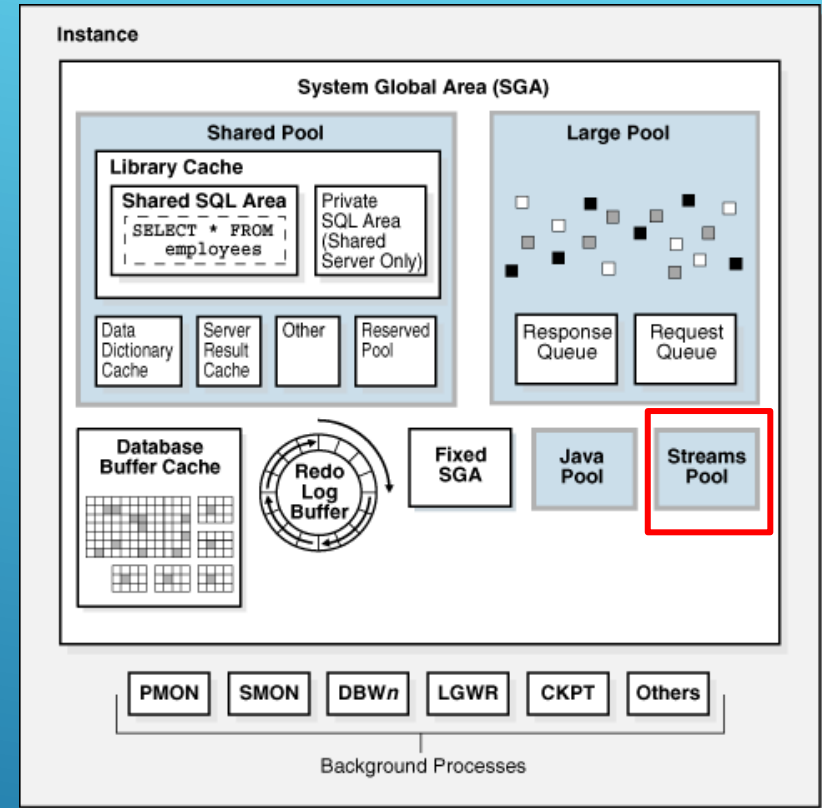 Instance
System Global Area (SGA)
Shared Pool
Library Cache
Shared SQL Area
SELECT * FROM
employees
Private
SQL Area
(Shared
Server Only)
Data
Dictionary
Cache
Server
Result
Cache
Other
Reserved
Pool
Large Pool
Response
Queue
Request
Queue
Database
Buffer Cache
Redo
Log
Buffer
Fixed
SGA
Java
Pool
Streams
Pool
PMON
SMON
DBWn
LGWR
CKPT
Others
Background Processes